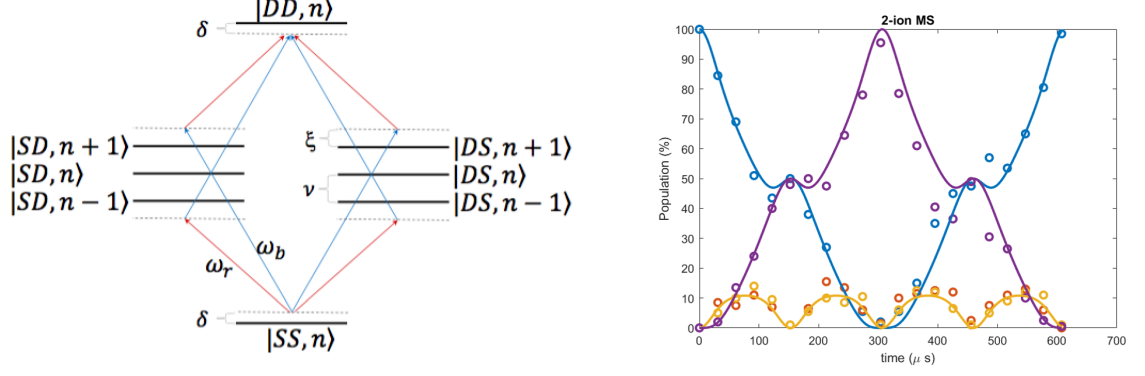 |DD, n⟩
δ
ξ
|SD, n + 1⟩
|DS, n + 1⟩
|SD, n⟩
|DS, n⟩
ν
|SD, n − 1⟩
|DS, n − 1⟩
ω_b
ω_r
δ
|SS, n⟩
2-ion MS
Population (%)
100
90
80
70
60
50
40
30
20
10
0
0 100 200 300 400 500 600 700
time (μ s)